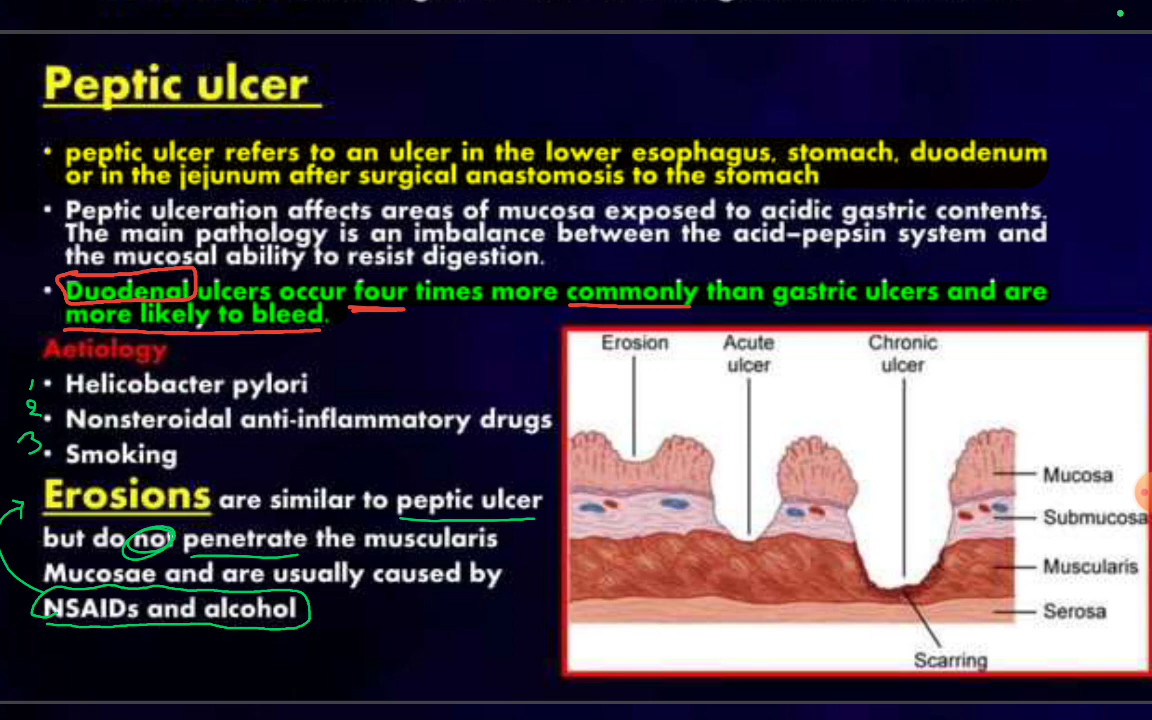 Peptic ulcer
• peptic ulcer refers to an ulcer in the lower esophagus, stomach, duodenum
or in the jejunum after surgical anastomosis to the stomach
• Peptic ulceration affects areas of mucosa exposed to acidic gastric contents.
The main pathology is an imbalance between the acid–pepsin system and
the mucosal ability to resist digestion.
• Duodenal ulcers occur four times more commonly than gastric ulcers and are
more likely to bleed.
Aetiology
1 • Helicobacter pylori
2 • Nonsteroidal anti-inflammatory drugs
3 • Smoking
Erosions are similar to peptic ulcer
but do not penetrate the muscularis
Mucosae and are usually caused by
NSAIDs and alcohol
Erosion
Acute
ulcer
Chronic
ulcer
Mucosa
Submucosa
Muscularis
Serosa
Scarring